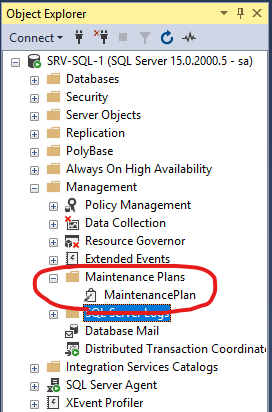 Object Explorer
Connect
SRV-SQL-1 (SQL Server 15.0.2000.5 - sa)
Databases
Security
Server Objects
Replication
PolyBase
Always On High Availability
Management
Policy Management
Data Collection
Resource Governor
Extended Events
Maintenance Plans
MaintenancePlan
SQL Server Logs
Database Mail
Distributed Transaction Coordinato
Integration Services Catalogs
SQL Server Agent
XEvent Profiler